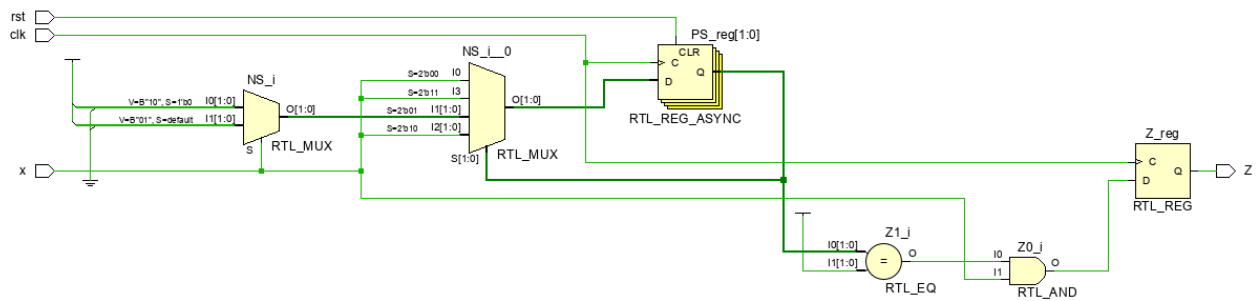 rst
clk
PS_reg[1:0]
CLR
C
Q
D
RTL_REG_ASYNC
NS_i__0
S=2'b00
I0
S=2'b11
I3
S=2'b01
I1[1:0]
S=2'b10
I2[1:0]
O[1:0]
S[1:0]
RTL_MUX
NS_i
V=B"10", S=1'b0
I0[1:0]
V=B"01", S=default
I1[1:0]
O[1:0]
S
RTL_MUX
x
Z_reg
C
Q
D
RTL_REG
Z
Z1_i
I0[1:0]
I1[1:0]
=
O
RTL_EQ
Z0_i
I0
I1
O
RTL_AND